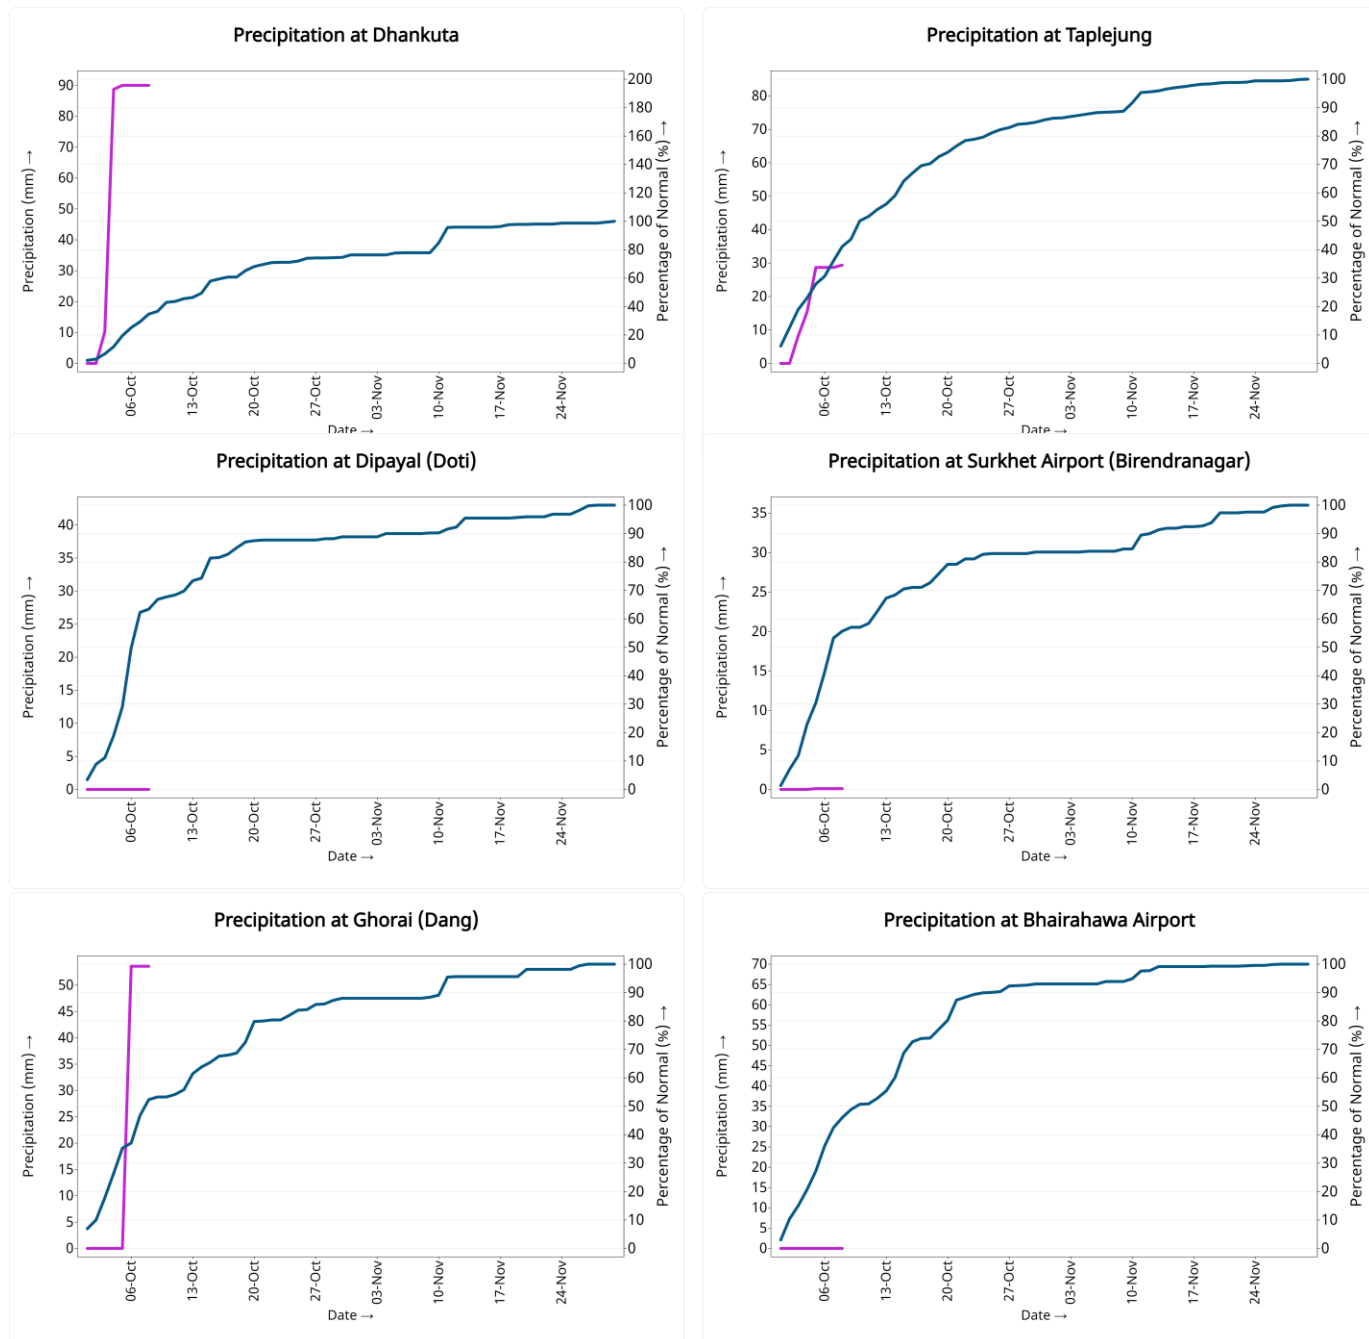 Precipitation at Dhankuta
Precipitation (mm) →
90
80
70
60
50
40
30
20
10
0
200
180
160
140
120
100
80
60
40
20
0
Percentage of Normal (%) →
06-Oct
13-Oct
20-Oct
27-Oct
03-Nov
10-Nov
17-Nov
24-Nov
Date →
Precipitation at Taplejung
Precipitation (mm) →
80
70
60
50
40
30
20
10
0
100
90
80
70
60
50
40
30
20
10
0
Percentage of Normal (%) →
06-Oct
13-Oct
20-Oct
27-Oct
03-Nov
10-Nov
17-Nov
24-Nov
Date →
Precipitation at Dipayal (Doti)
Precipitation (mm) →
40
35
30
25
20
15
10
5
0
100
90
80
70
60
50
40
30
20
10
0
Percentage of Normal (%) →
06-Oct
13-Oct
20-Oct
27-Oct
03-Nov
10-Nov
17-Nov
24-Nov
Date →
Precipitation at Surkhet Airport (Birendranagar)
Precipitation (mm) →
35
30
25
20
15
10
5
0
100
90
80
70
60
50
40
30
20
10
0
Percentage of Normal (%) →
06-Oct
13-Oct
20-Oct
27-Oct
03-Nov
10-Nov
17-Nov
24-Nov
Date →
Precipitation at Ghorai (Dang)
Precipitation (mm) →
50
45
40
35
30
25
20
15
10
5
0
100
90
80
70
60
50
40
30
20
10
0
Percentage of Normal (%) →
06-Oct
13-Oct
20-Oct
27-Oct
03-Nov
10-Nov
17-Nov
24-Nov
Date →
Precipitation at Bhairahawa Airport
Precipitation (mm) →
70
65
60
55
50
45
40
35
30
25
20
15
10
5
0
100
90
80
70
60
50
40
30
20
10
0
Percentage of Normal (%) →
06-Oct
13-Oct
20-Oct
27-Oct
03-Nov
10-Nov
17-Nov
24-Nov
Date →